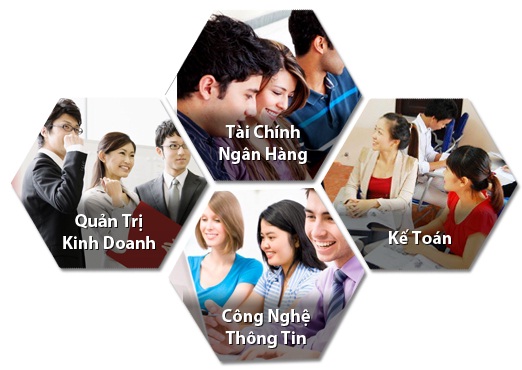 Tài Chính
Ngân Hàng
Quản Trị
Kinh Doanh
Kế Toán
Công Nghệ
Thông Tin